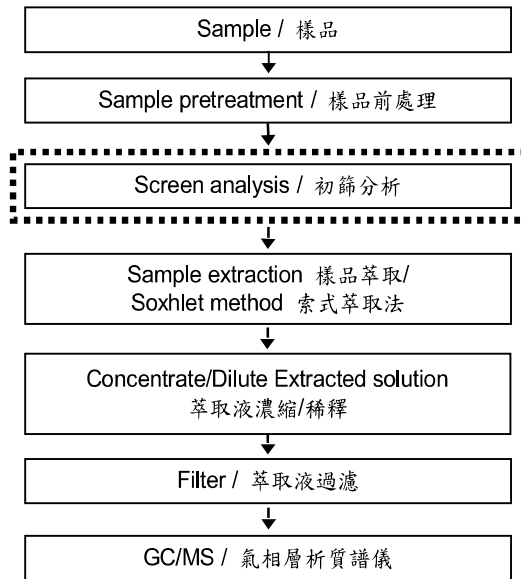 Sample / 樣品
Sample pretreatment / 樣品前處理
Screen analysis / 初篩分析
Sample extraction 樣品萃取/
Soxhlet method 索式萃取法
Concentrate/Dilute Extracted solution
萃取液濃縮/稀釋
Filter / 萃取液過濾
GC/MS / 氣相層析質譜儀